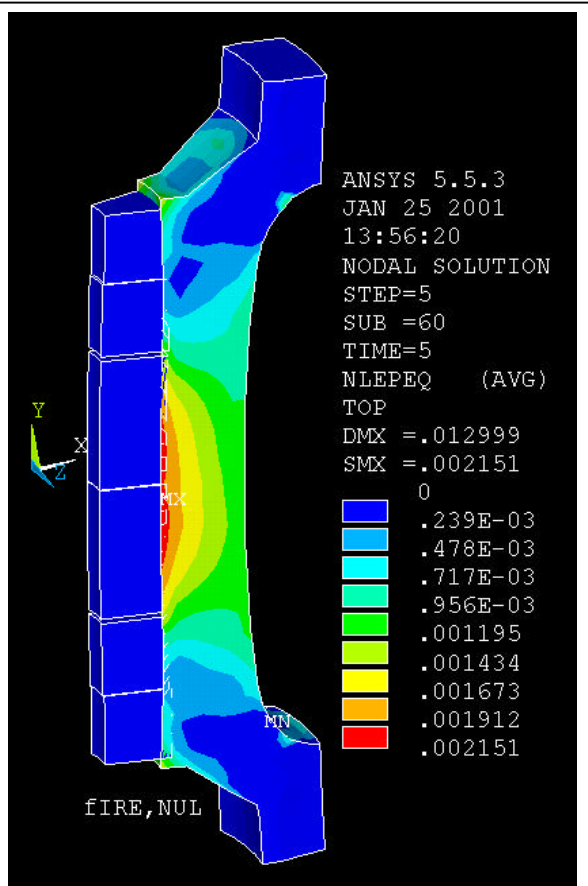 ANSYS 5.5.3
JAN 25 2001
13:56:20
NODAL SOLUTION
STEP=5
SUB =60
TIME=5
NLEPEQ (AVG)
TOP
DMX =.012999
SMX =.002151
0
.239E-03
.478E-03
.717E-03
.956E-03
.001195
.001434
.001673
.001912
.002151
Y
X
Z
MX
MN
fIRE,NUL